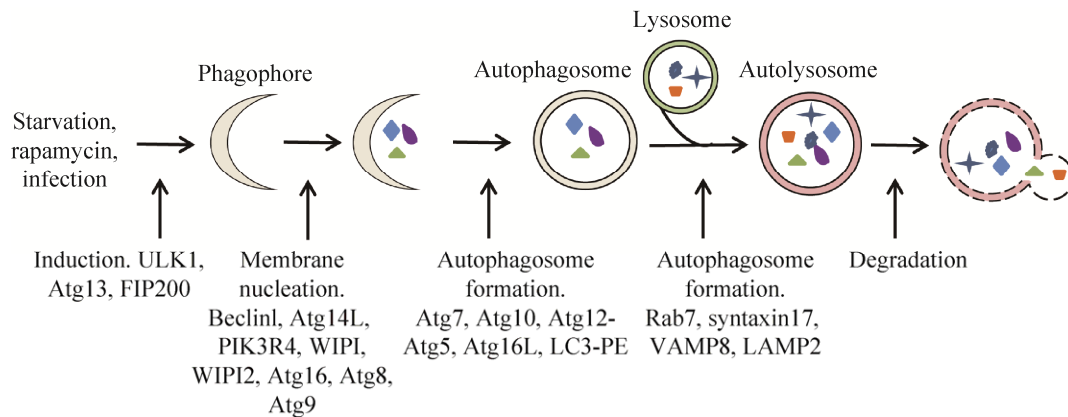 Lysosome
Phagophore
Autophagosome
Autolysosome
Starvation,
rapamycin,
infection
Induction. ULK1,
Atg13, FIP200
Membrane
nucleation.
Beclinl, Atg14L,
PIK3R4, WIPI,
WIPI2, Atg16, Atg8,
Atg9
Autophagosome
formation.
Atg7, Atg10, Atg12-
Atg5, Atg16L, LC3-PE
Autophagosome
formation.
Rab7, syntaxin17,
VAMP8, LAMP2
Degradation